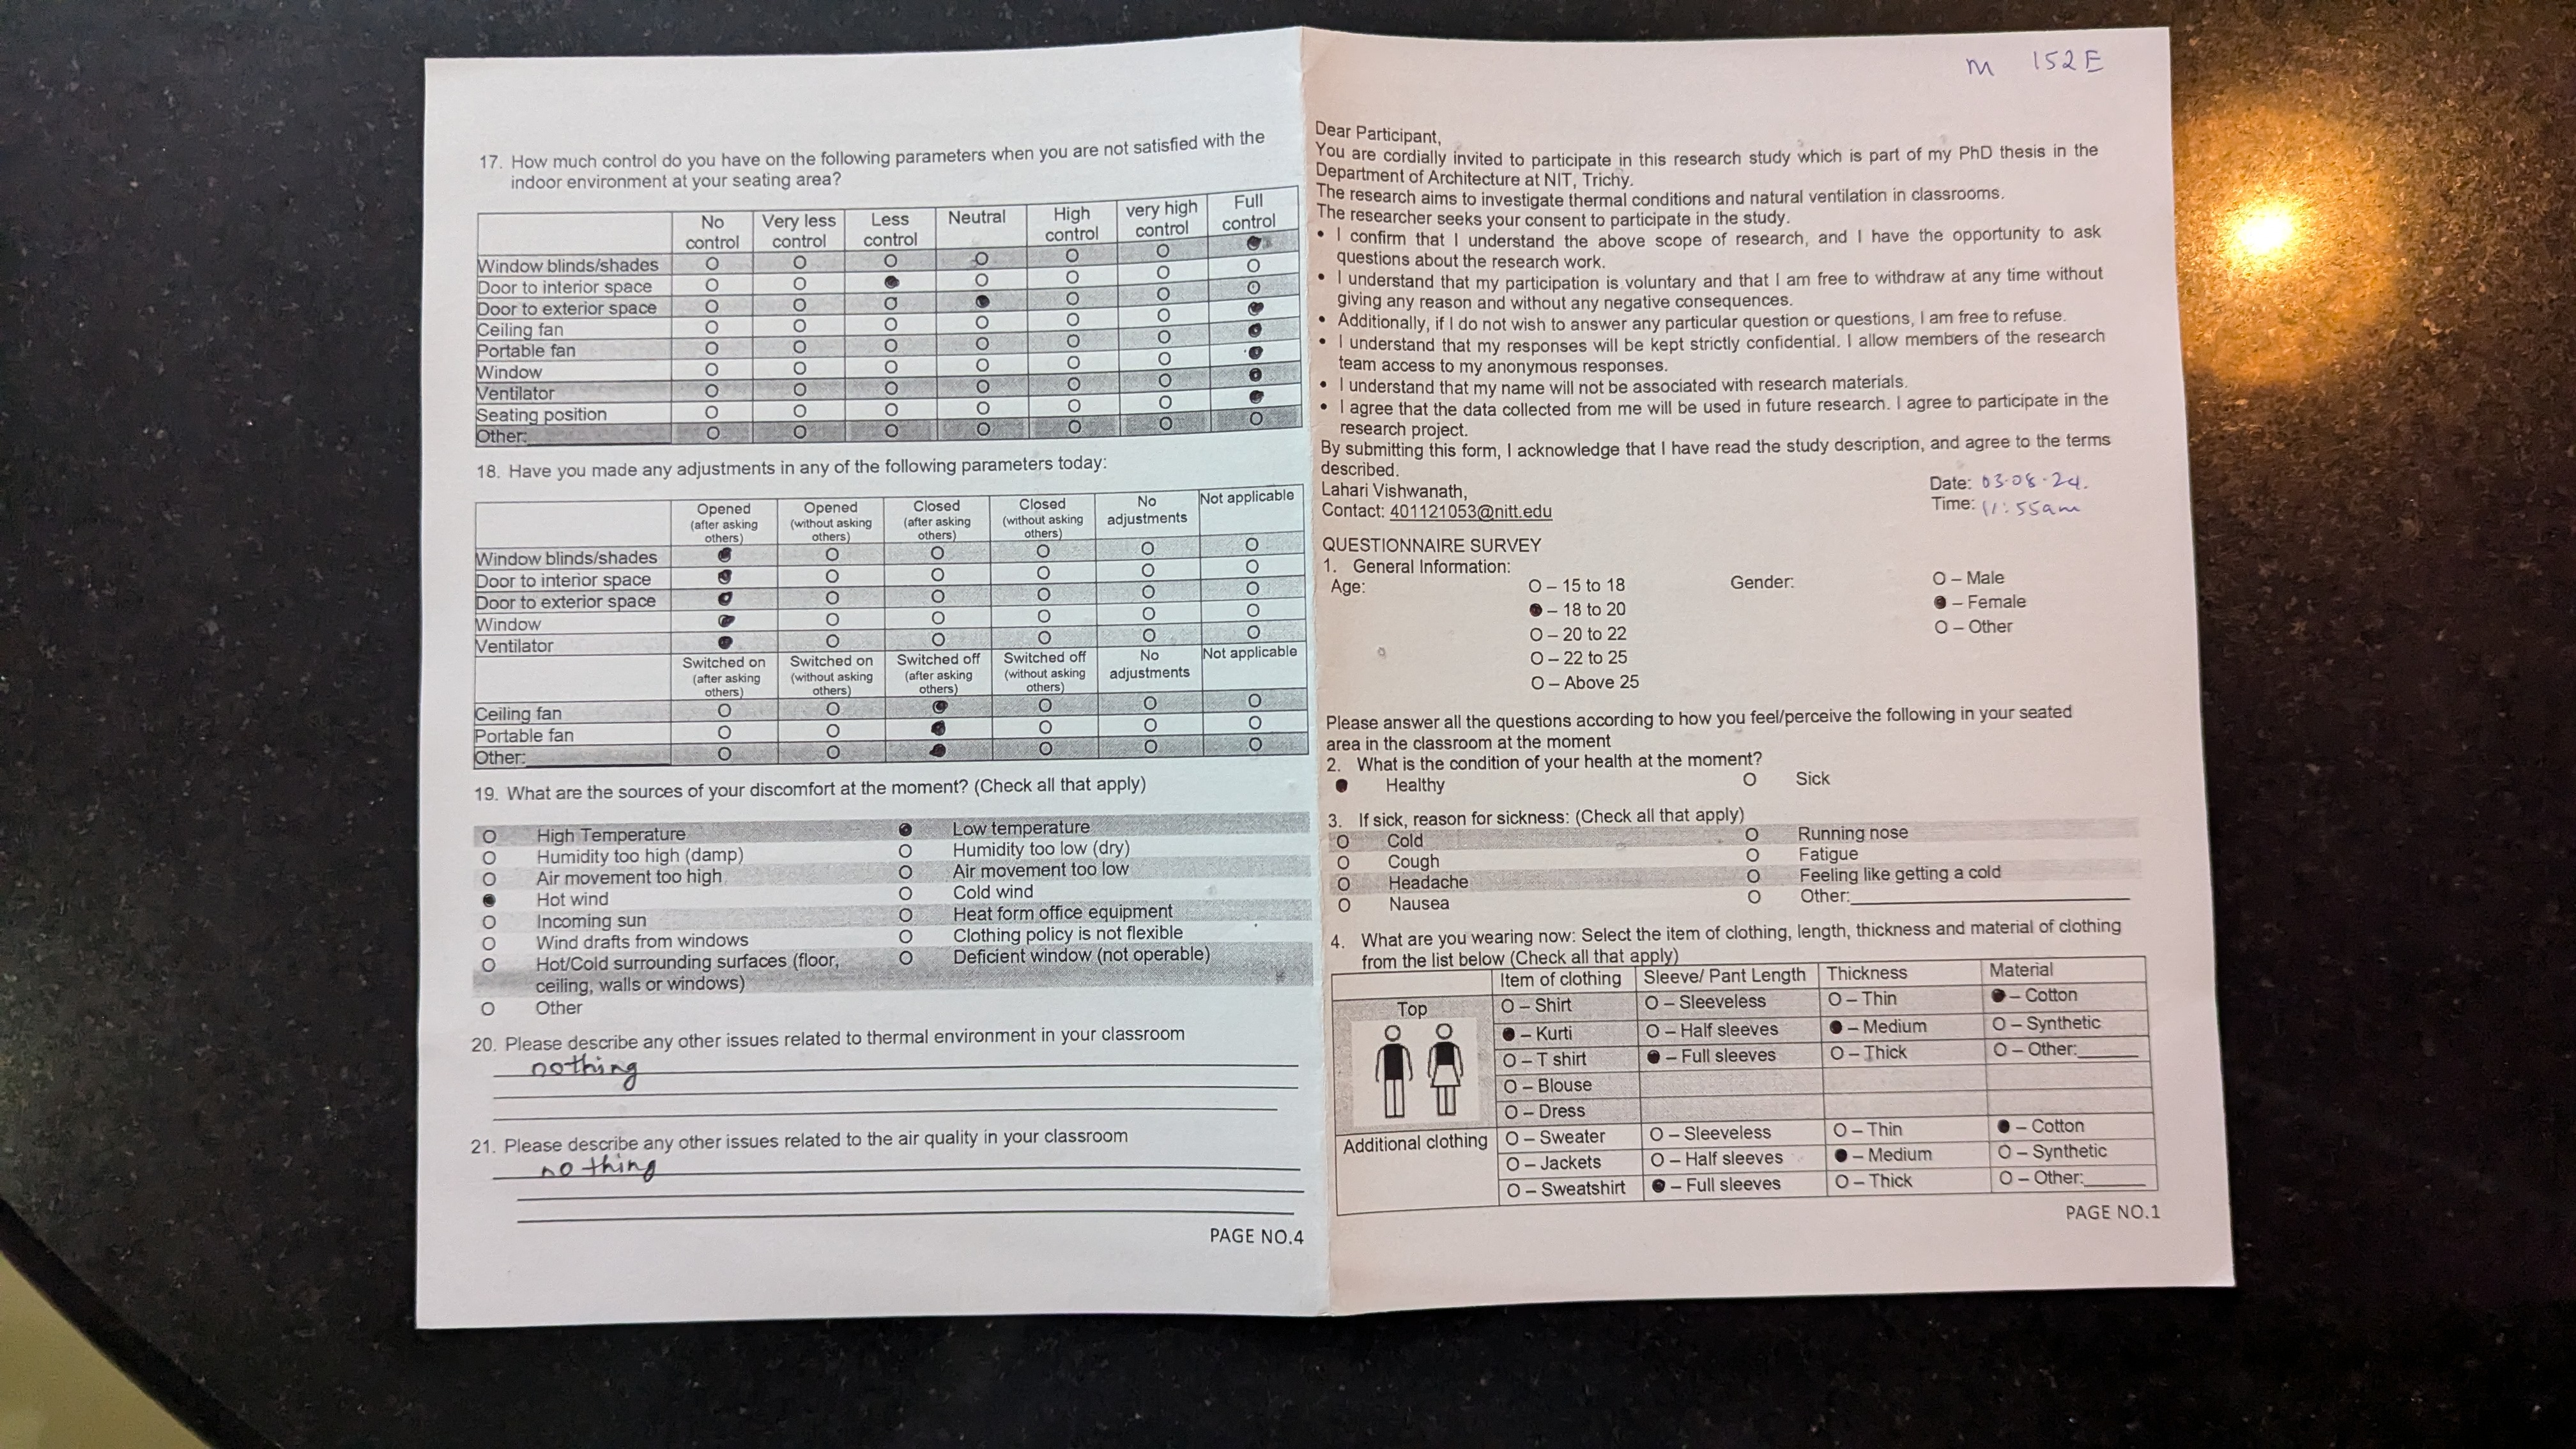 17. How much control do you have on the following parameters when you are not satisfied with the
indoor environment at your seating area?
No control Very less control Less control Neutral High control very high control Full control
Window blinds/shades O O O O O O ●
Door to interior space O O ● O O O O
Door to exterior space O O O ● O O O
Ceiling fan O O O O O O ●
Portable fan O O O O O O ●
Window O O O O O O ●
Ventilator O O O O O O ●
Seating position O O O O O O ●
Other: O O O O O O O
18. Have you made any adjustments in any of the following parameters today:
Opened (after asking others) Opened (without asking others) Closed (after asking others) Closed (without asking others) No adjustments Not applicable
Window blinds/shades ● O O O O O
Door to interior space ● O O O O O
Door to exterior space ● O O O O O
Window ● O O O O O
Ventilator ● O O O O O
Switched on (after asking others) Switched on (without asking others) Switched off (after asking others) Switched off (without asking others) No adjustments Not applicable
Ceiling fan O O ● O O O
Portable fan O O ● O O O
Other: O O ● O O O
19. What are the sources of your discomfort at the moment? (Check all that apply)
O High Temperature ● Low temperature
O Humidity too high (damp) O Humidity too low (dry)
O Air movement too high O Air movement too low
● Hot wind O Cold wind
O Incoming sun O Heat form office equipment
O Wind drafts from windows O Clothing policy is not flexible
O Hot/Cold surrounding surfaces (floor, O Deficient window (not operable)
ceiling, walls or windows)
O Other
20. Please describe any other issues related to thermal environment in your classroom
nothing
21. Please describe any other issues related to the air quality in your classroom
nothing
PAGE NO.4
M 152E
Dear Participant,
You are cordially invited to participate in this research study which is part of my PhD thesis in the
Department of Architecture at NIT, Trichy.
The research aims to investigate thermal conditions and natural ventilation in classrooms.
The researcher seeks your consent to participate in the study.
• I confirm that I understand the above scope of research, and I have the opportunity to ask
questions about the research work.
• I understand that my participation is voluntary and that I am free to withdraw at any time without
giving any reason and without any negative consequences.
• Additionally, if I do not wish to answer any particular question or questions, I am free to refuse.
• I understand that my responses will be kept strictly confidential. I allow members of the research
team access to my anonymous responses.
• I understand that my name will not be associated with research materials.
• I agree that the data collected from me will be used in future research. I agree to participate in the
research project.
By submitting this form, I acknowledge that I have read the study description, and agree to the terms
described.
Lahari Vishwanath, Date: 03.08.24.
Contact: 401121053@nitt.edu Time: 11:55am
QUESTIONNAIRE SURVEY
1. General Information:
Age: O – 15 to 18 Gender: O – Male
● – 18 to 20 ● – Female
O – 20 to 22 O – Other
O – 22 to 25
O – Above 25
Please answer all the questions according to how you feel/perceive the following in your seated
area in the classroom at the moment
2. What is the condition of your health at the moment?
● Healthy O Sick
3. If sick, reason for sickness: (Check all that apply)
O Cold O Running nose
O Cough O Fatigue
O Headache O Feeling like getting a cold
O Nausea O Other:
4. What are you wearing now: Select the item of clothing, length, thickness and material of clothing
from the list below (Check all that apply)
Item of clothing Sleeve/ Pant Length Thickness Material
Top O – Shirt O – Sleeveless O – Thin ● – Cotton
● – Kurti O – Half sleeves ● – Medium O – Synthetic
O – T shirt ● – Full sleeves O – Thick O – Other:
O – Blouse
O – Dress
Additional clothing O – Sweater O – Sleeveless O – Thin ● – Cotton
O – Jackets O – Half sleeves ● – Medium O – Synthetic
O – Sweatshirt ● – Full sleeves O – Thick O – Other:
PAGE NO.1